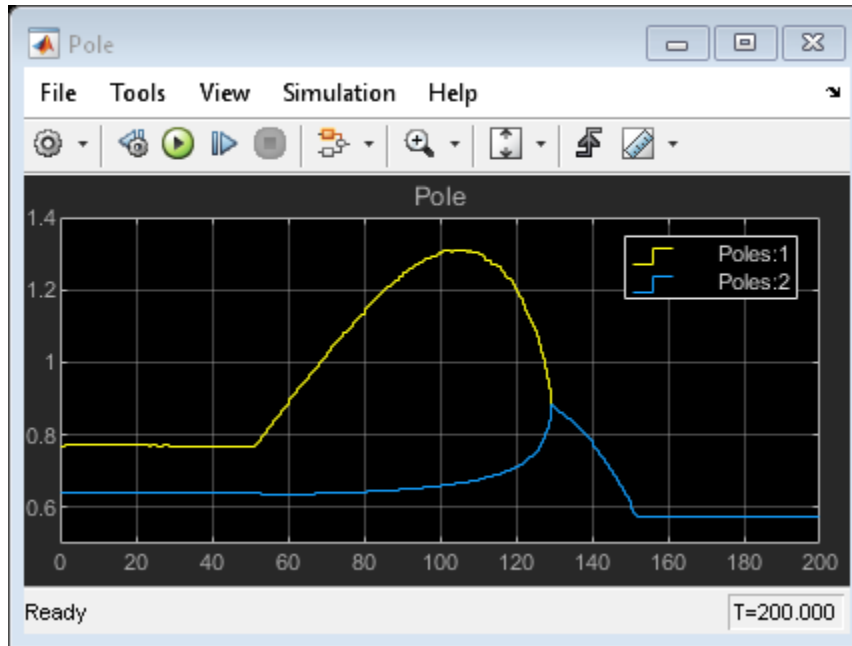 Pole
File Tools View Simulation Help
Pole
1.4
1.2
1
0.8
0.6
Poles:1
Poles:2
0 20 40 60 80 100 120 140 160 180 200
Ready T=200.000